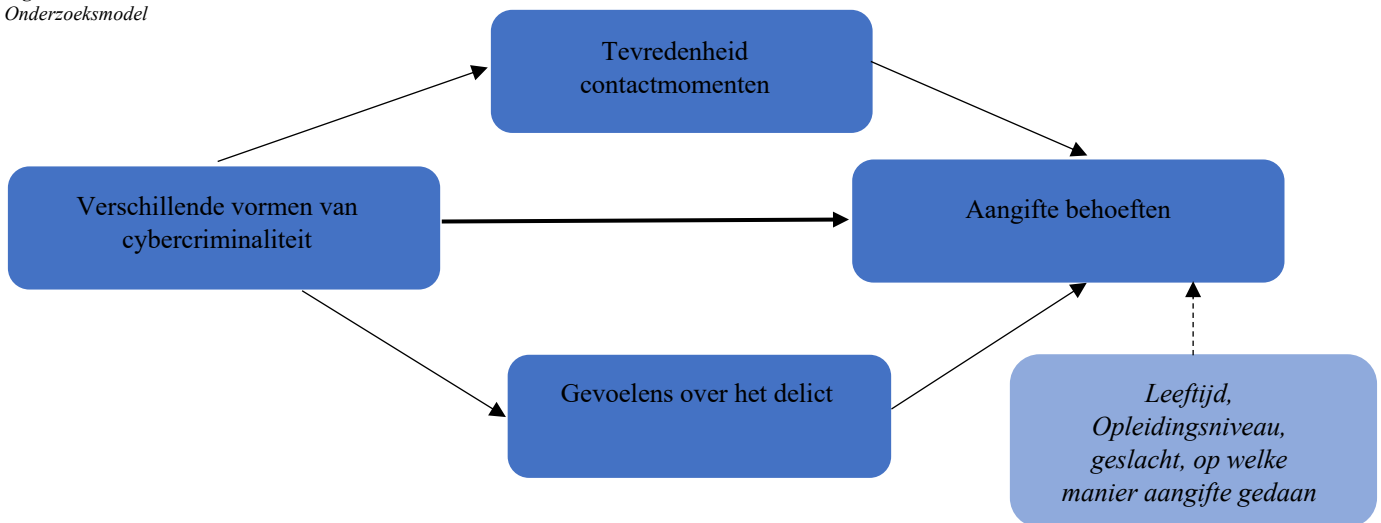 Onderzoeksmodel
Tevredenheid
contactmomenten
Verschillende vormen van
cybercriminaliteit
Aangifte behoeften
Gevoelens over het delict
Leeftijd,
Opleidingsniveau,
geslacht, op welke
manier aangifte gedaan